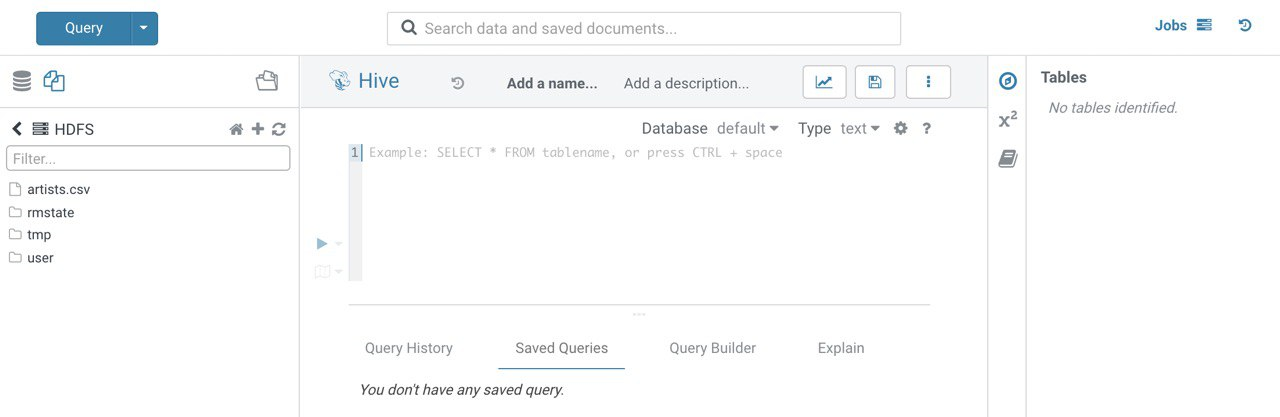 Query
Search data and saved documents...
Jobs
HDFS
Filter...
artists.csv
rmstate
tmp
user
Hive
Add a name...
Add a description...
Database default
Type text
?
1 Example: SELECT * FROM tablename, or press CTRL + space
Query History
Saved Queries
Query Builder
Explain
You don't have any saved query.
x²
Tables
No tables identified.